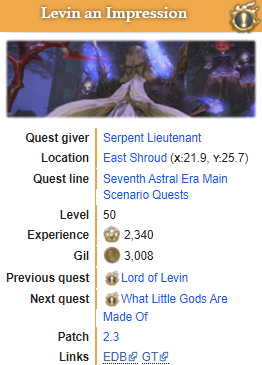 Levin an Impression
Quest giver Serpent Lieutenant
Location East Shroud (X:21.9, Y:25.7)
Quest line Seventh Astral Era Main
Scenario Quests
Level 50
Experience 2,340
Gil 3,008
Previous quest Lord of Levin
Next quest What Little Gods Are
Made Of
Patch 2.3
Links EDB GT